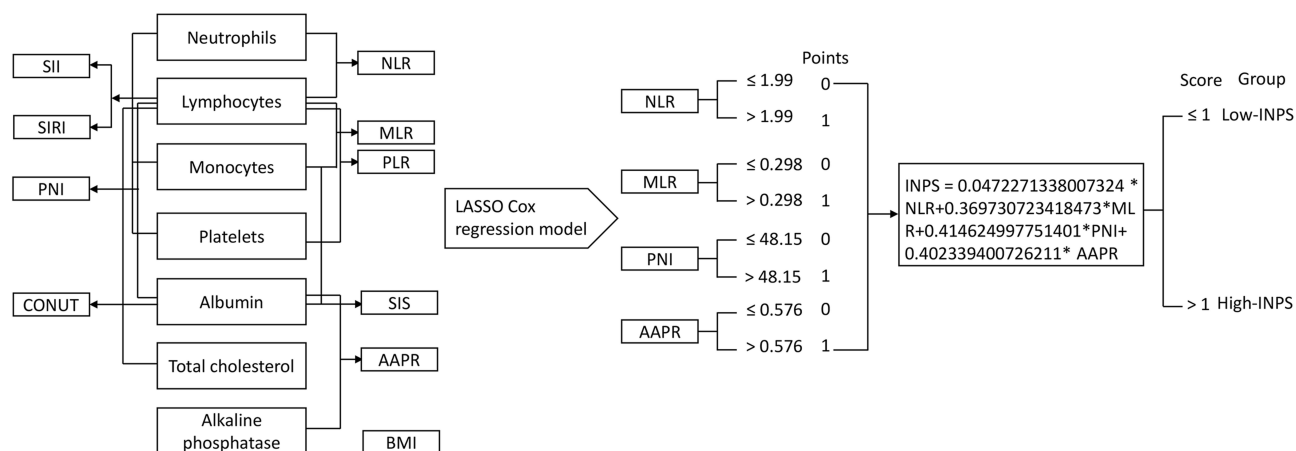 Neutrophils
Lymphocytes
Monocytes
Platelets
Albumin
Total cholesterol
Alkaline
phosphatase
SII
SIRI
PNI
CONUT
NLR
MLR
PLR
SIS
AAPR
BMI
LASSO Cox
regression model
Points
NLR
≤ 1.99 0
> 1.99 1
MLR
≤ 0.298 0
> 0.298 1
PNI
≤ 48.15 0
> 48.15 1
AAPR
≤ 0.576 0
> 0.576 1
INPS = 0.0472271338007324 *
NLR+0.369730723418473*ML
R+0.414624997751401*PNI+
0.402339400726211* AAPR
Score Group
≤ 1 Low-INPS
> 1 High-INPS